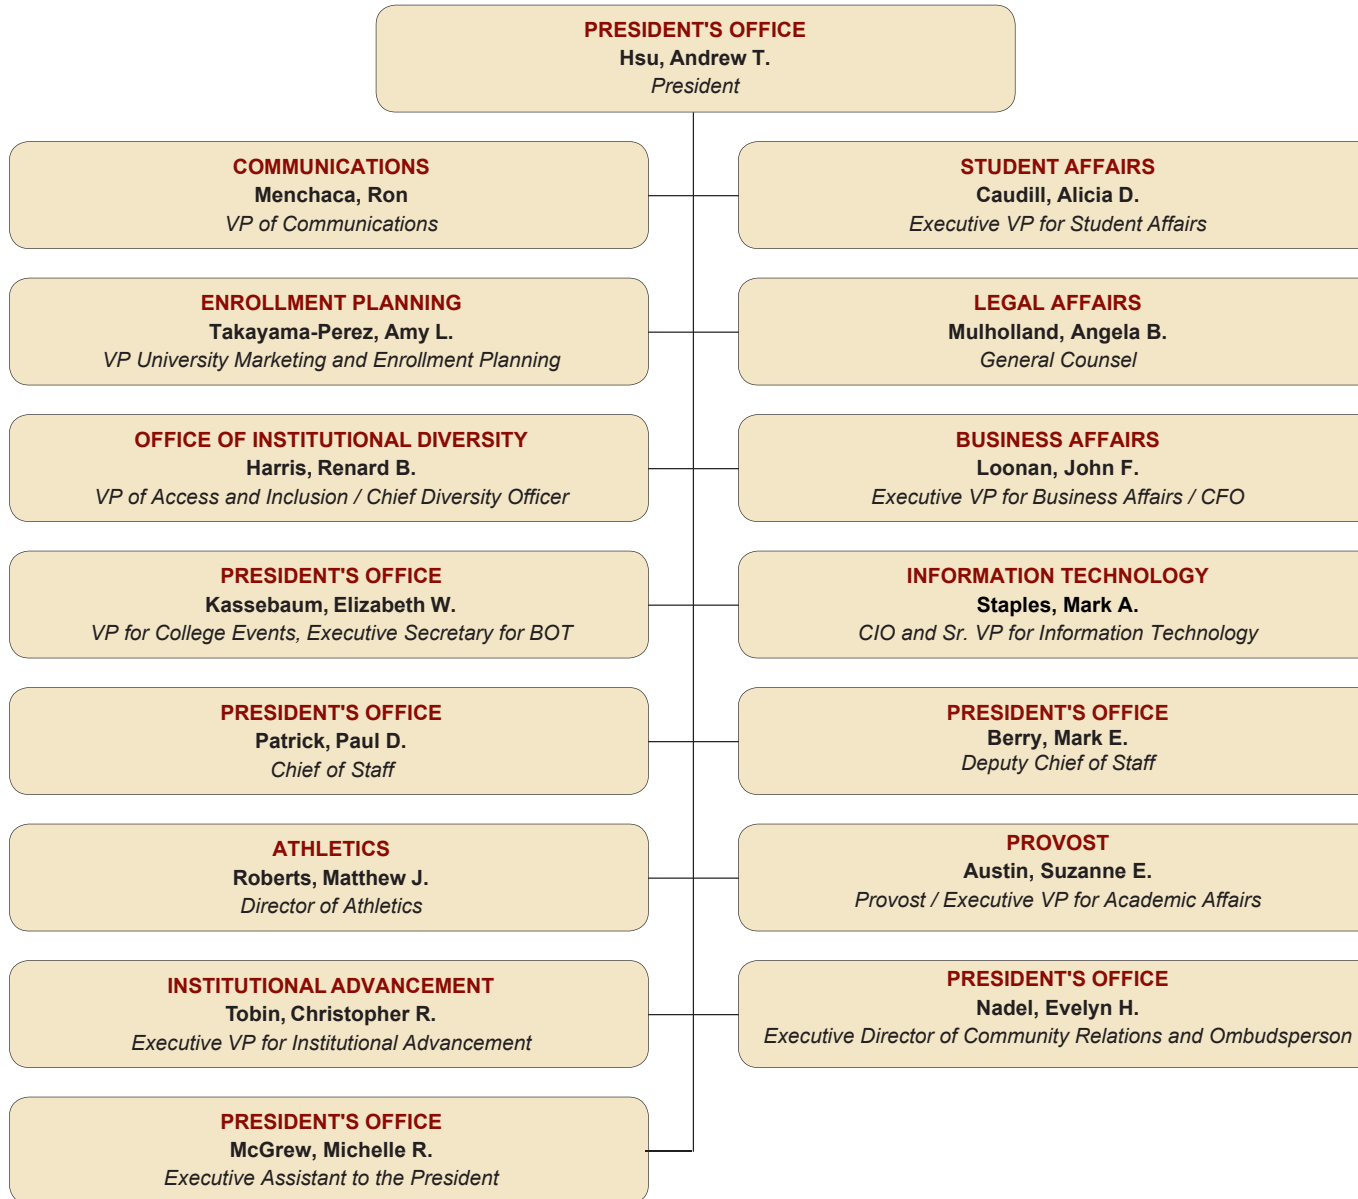 PRESIDENT'S OFFICE
Hsu, Andrew T.
President
COMMUNICATIONS
Menchaca, Ron
VP of Communications
STUDENT AFFAIRS
Caudill, Alicia D.
Executive VP for Student Affairs
ENROLLMENT PLANNING
Takayama-Perez, Amy L.
VP University Marketing and Enrollment Planning
LEGAL AFFAIRS
Mulholland, Angela B.
General Counsel
OFFICE OF INSTITUTIONAL DIVERSITY
Harris, Renard B.
VP of Access and Inclusion / Chief Diversity Officer
BUSINESS AFFAIRS
Loonan, John F.
Executive VP for Business Affairs / CFO
PRESIDENT'S OFFICE
Kassebaum, Elizabeth W.
VP for College Events, Executive Secretary for BOT
INFORMATION TECHNOLOGY
Staples, Mark A.
CIO and Sr. VP for Information Technology
PRESIDENT'S OFFICE
Patrick, Paul D.
Chief of Staff
PRESIDENT'S OFFICE
Berry, Mark E.
Deputy Chief of Staff
ATHLETICS
Roberts, Matthew J.
Director of Athletics
PROVOST
Austin, Suzanne E.
Provost / Executive VP for Academic Affairs
INSTITUTIONAL ADVANCEMENT
Tobin, Christopher R.
Executive VP for Institutional Advancement
PRESIDENT'S OFFICE
Nadel, Evelyn H.
Executive Director of Community Relations and Ombudsperson
PRESIDENT'S OFFICE
McGrew, Michelle R.
Executive Assistant to the President